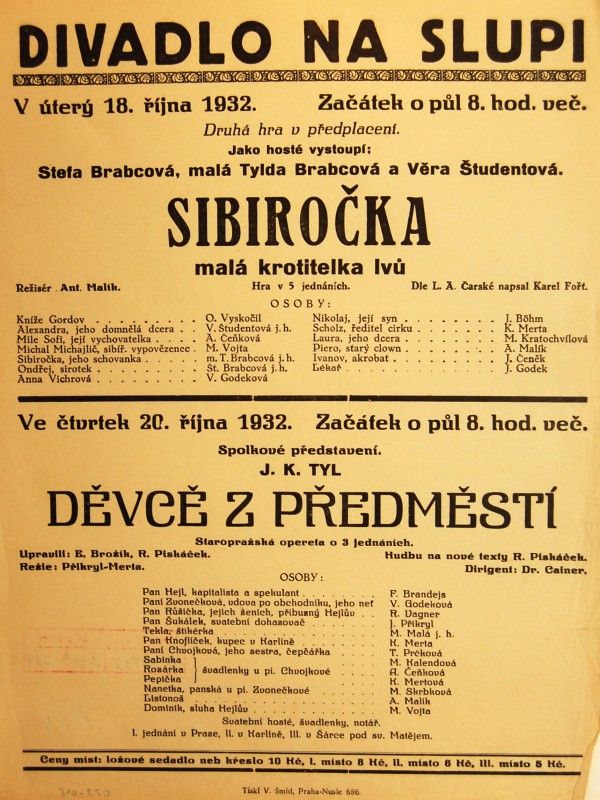 DIVADLO NA SLUPI
V úterý 18. října 1932. Začátek o půl 8. hod. več.
Druhá hra v předplacení.
Jako hosté vystoupí:
Stefa Brabcová, malá Tylda Brabcová a Věra Študentová.
SIBIROČKA
malá krotitelka lvů
Režisér Ant. Malík. Hra v 5 jednáních. Dle L. A. Čarské napsal Karel Fořt.
OSOBY:
Kníže Gordov . . . . . . . . . O. Vyskočil
Alexandra, jeho domnělá dcera . . . V. Študentová j. h.
Mile Sofi, její vychovatelka . . . . A. Čeňková
Michal Michajlič, sibíř. vypovězenec . M. Vojta
Sibiročka, jeho schovanka . . . . m. T. Brabcová j. h.
Ondřej, sirotek . . . . . . . . Št. Brabcová j. h.
Anna Vichrová . . . . . . . . V. Godeková
Nikolaj, její syn . . . . . . . . J. Böhm
Scholz, ředitel cirku . . . . . . . K. Merta
Laura, jeho dcera . . . . . . . . M. Kratochvílová
Piero, starý clown . . . . . . . . A. Malík
Ivanov, akrobat . . . . . . . . J. Čeněk
Lékař . . . . . . . . . . . J. Godek
Ve čtvrtek 20. října 1932. Začátek o půl 8. hod. več.
Spolkové představení.
J. K. TYL
DĚVČE Z PŘEDMĚSTÍ
Staropražská opereta o 3 jednáních.
Upravili: E. Brožík, R. Piskáček. Hudbu na nové texty R. Piskáček.
Režie: Přikryl-Merta. Dirigent: Dr. Cainer.
OSOBY:
Pan Hejl, kapitalista a spekulant . . . . . . . F. Brandejs
Paní Zvonečková, vdova po obchodníku, jeho neť V. Godeková
Pan Růžička, jejich ženich, příbuzný Hejlův . . R. Vagner
Pan Šukálek, svatební dohazovač . . . . . . . J. Přikryl
Tekla, štikérka . . . . . . . . . . . . M. Malá j. h.
Pan Knoflíček, kupec v Karlíně . . . . . . . K. Merta
Paní Chvojková, jeho sestra, čepčářka . . . . . T. Prčková
Sabinka } . . . . . M. Kalendová
Rozárka } švadlenky u pí. Chvojkové . . . . . A. Čeňková
Pepička } . . . . . K. Mertová
Nanetka, panská u pí. Zvonečkové . . . . . . M. Skrbková
Listonoš . . . . . . . . . . . . . A. Malík
Dominik, sluha Hejlův . . . . . . . . . . M. Vojta
Svatební hosté, švadlenky, notář.
I. jednání v Praze, II. v Karlíně, III. v Šárce pod sv. Matějem.
Ceny míst: ložové sedadlo neb křeslo 10 Kč, I. místo 8 Kč, II. místo 6 Kč, III. místo 5 Kč.
Tiskl V. Šmíd, Praha-Nusle 686.
310-230